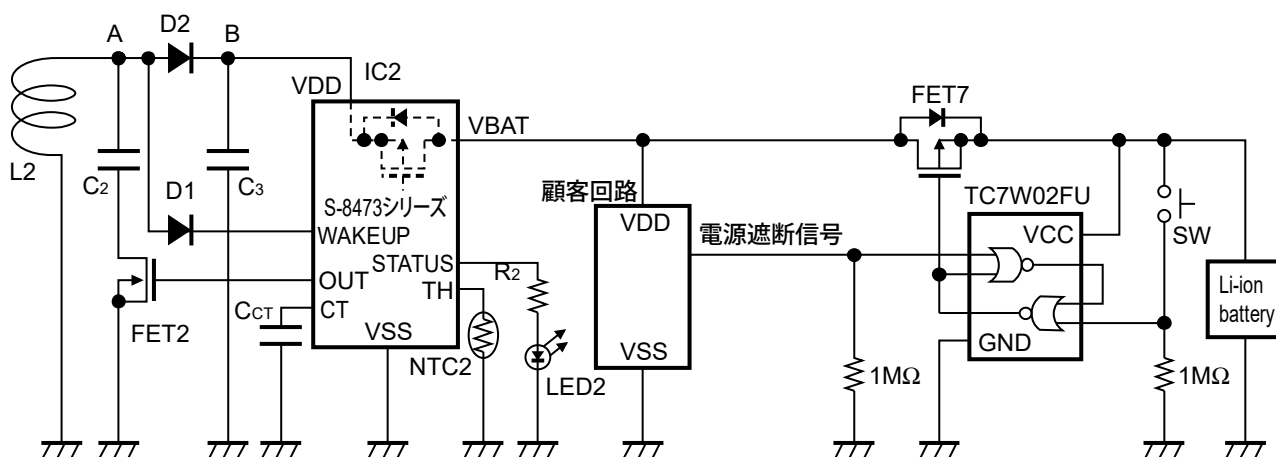 A
D2
B
IC2
VDD
VBAT
FET7
L2
C2
D1
C3
S-8473シリーズ
WAKEUP
STATUS
OUT
TH
CT
VSS
CCT
FET2
R2
NTC2
LED2
顧客回路
VDD
VSS
電源遮断信号
1MΩ
TC7W02FU
VCC
GND
SW
1MΩ
Li-ion
battery